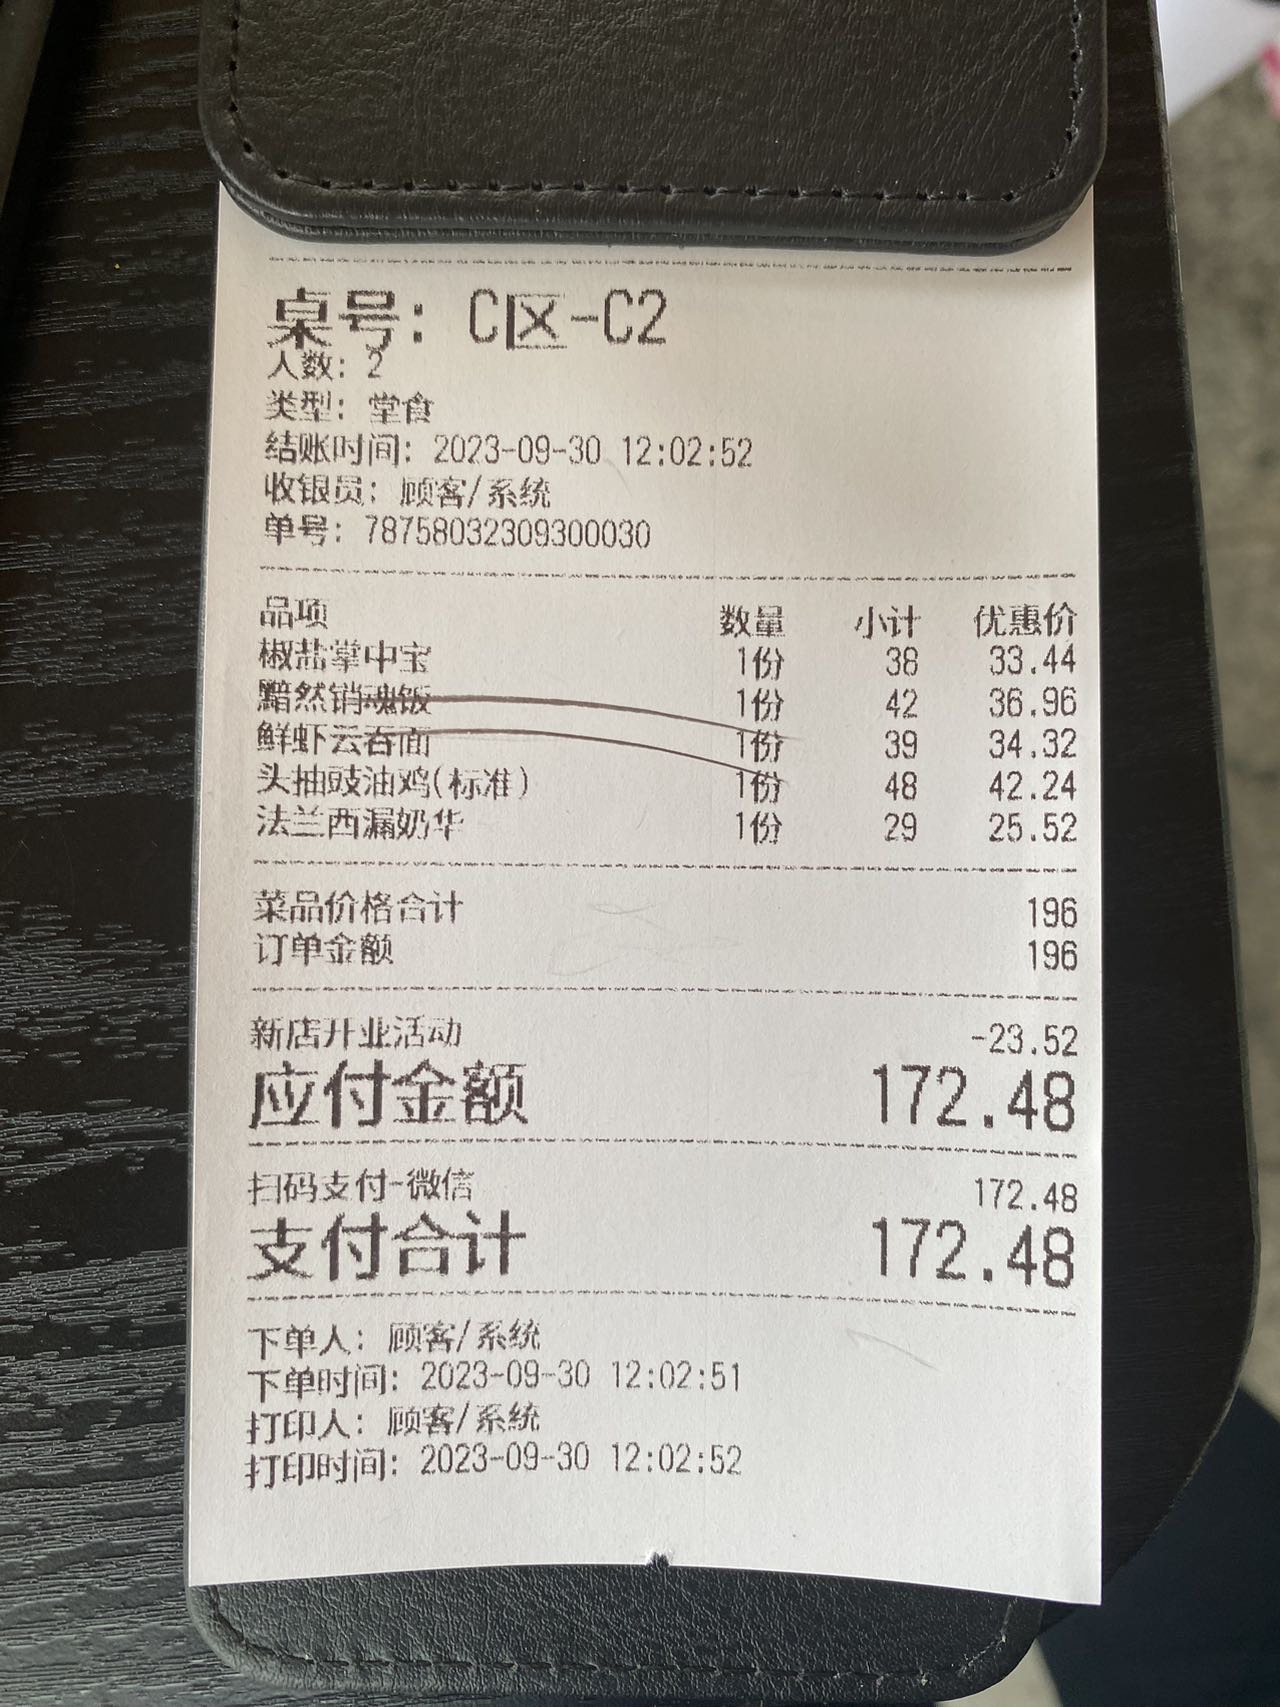 桌号: C区-C2
人数: 2
类型: 堂食
结账时间: 2023-09-30 12:02:52
收银员: 顾客/系统
单号: 78758032309300030
品项 数量 小计 优惠价
椒盐掌中宝 1份 38 33.44
黯然销魂饭 1份 42 36.96
鲜虾云吞面 1份 39 34.32
头抽豉油鸡(标准) 1份 48 42.24
法兰西漏奶华 1份 29 25.52
菜品价格合计 196
订单金额 196
新店开业活动 -23.52
应付金额 172.48
扫码支付-微信 172.48
支付合计 172.48
下单人: 顾客/系统
下单时间: 2023-09-30 12:02:51
打印人: 顾客/系统
打印时间: 2023-09-30 12:02:52